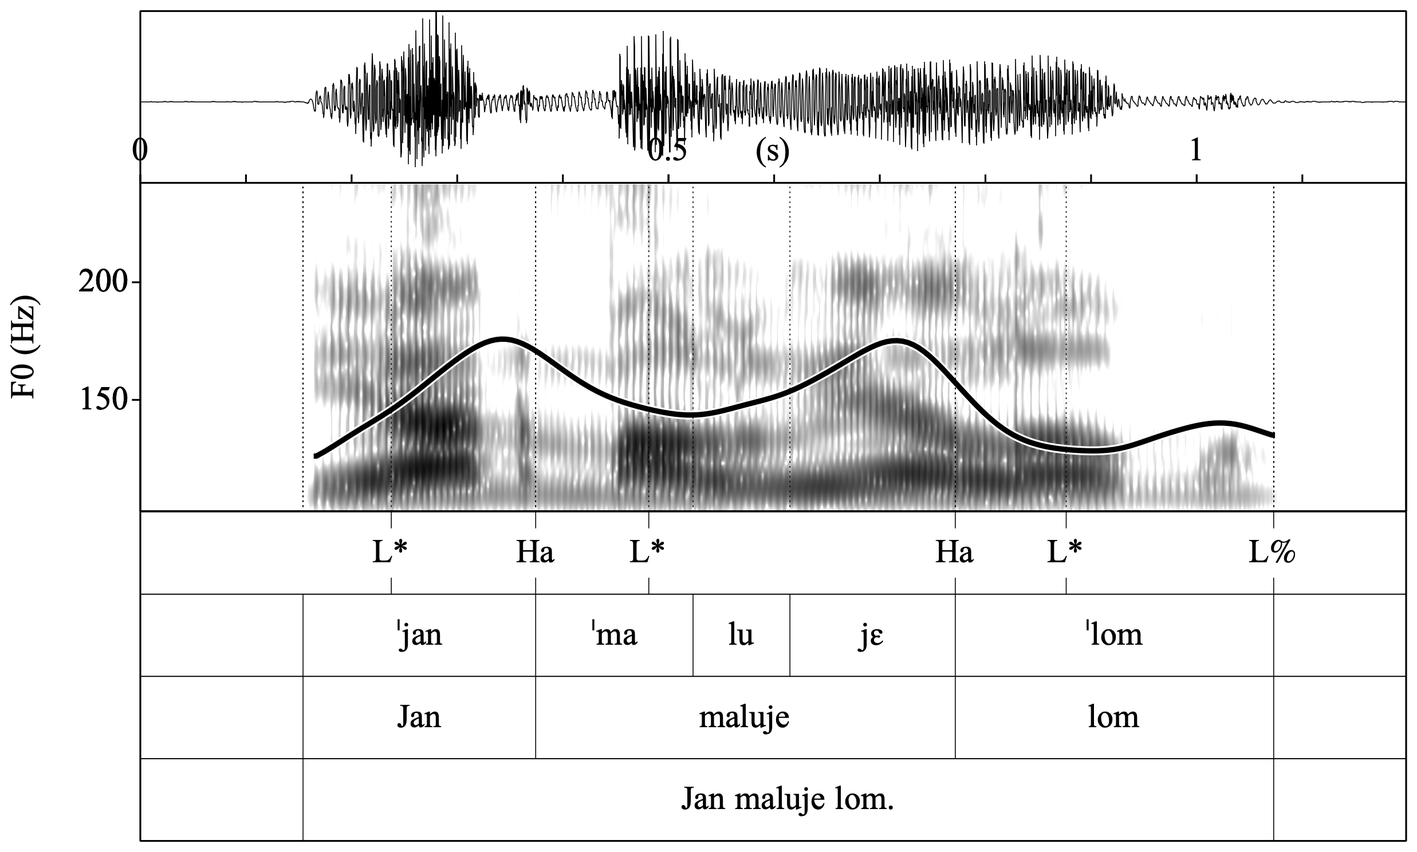 0 0.5 (s) 1
F0 (Hz)
200
150
L* Ha L* Ha L* L%
ˈjan ˈma lu jɛ ˈlom
Jan maluje lom
Jan maluje lom.